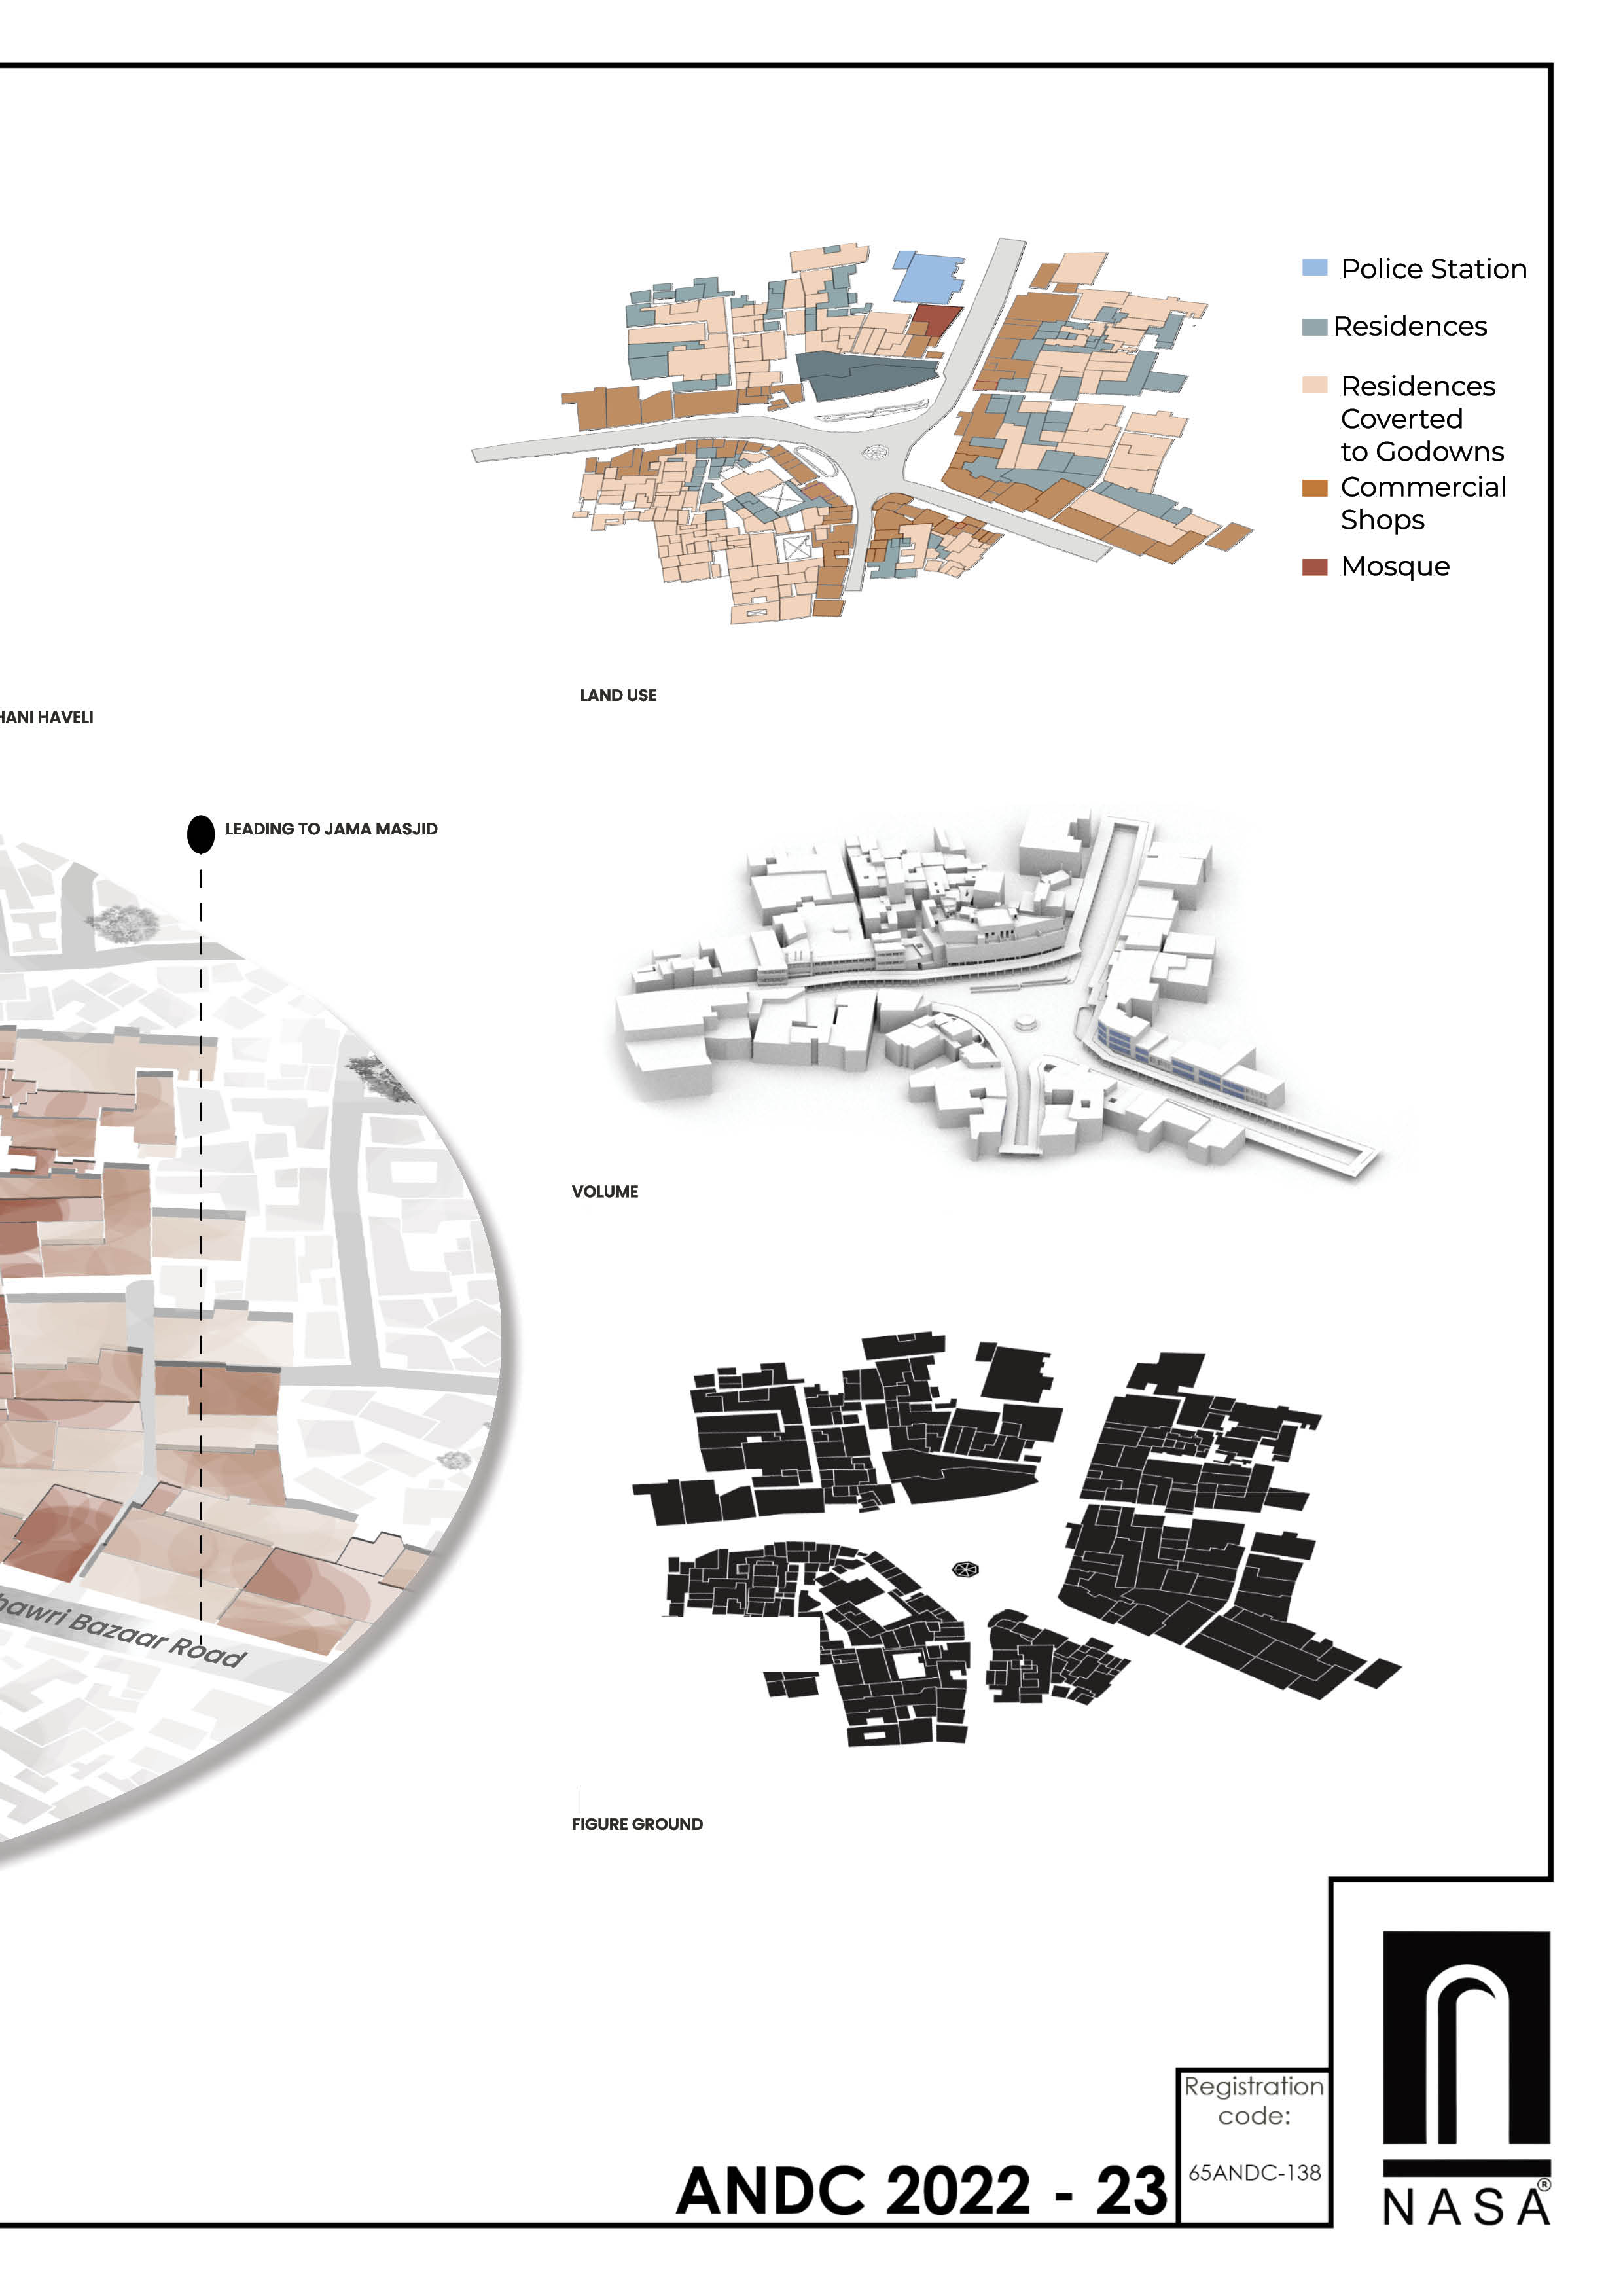 Police Station
Residences
Residences
Coverted
to Godowns
Commercial
Shops
Mosque
LAND USE
HANI HAVELI
LEADING TO JAMA MASJID
VOLUME
hawri Bazaar Road
FIGURE GROUND
Registration
code:
65ANDC-138
ANDC 2022 - 23
NASA®